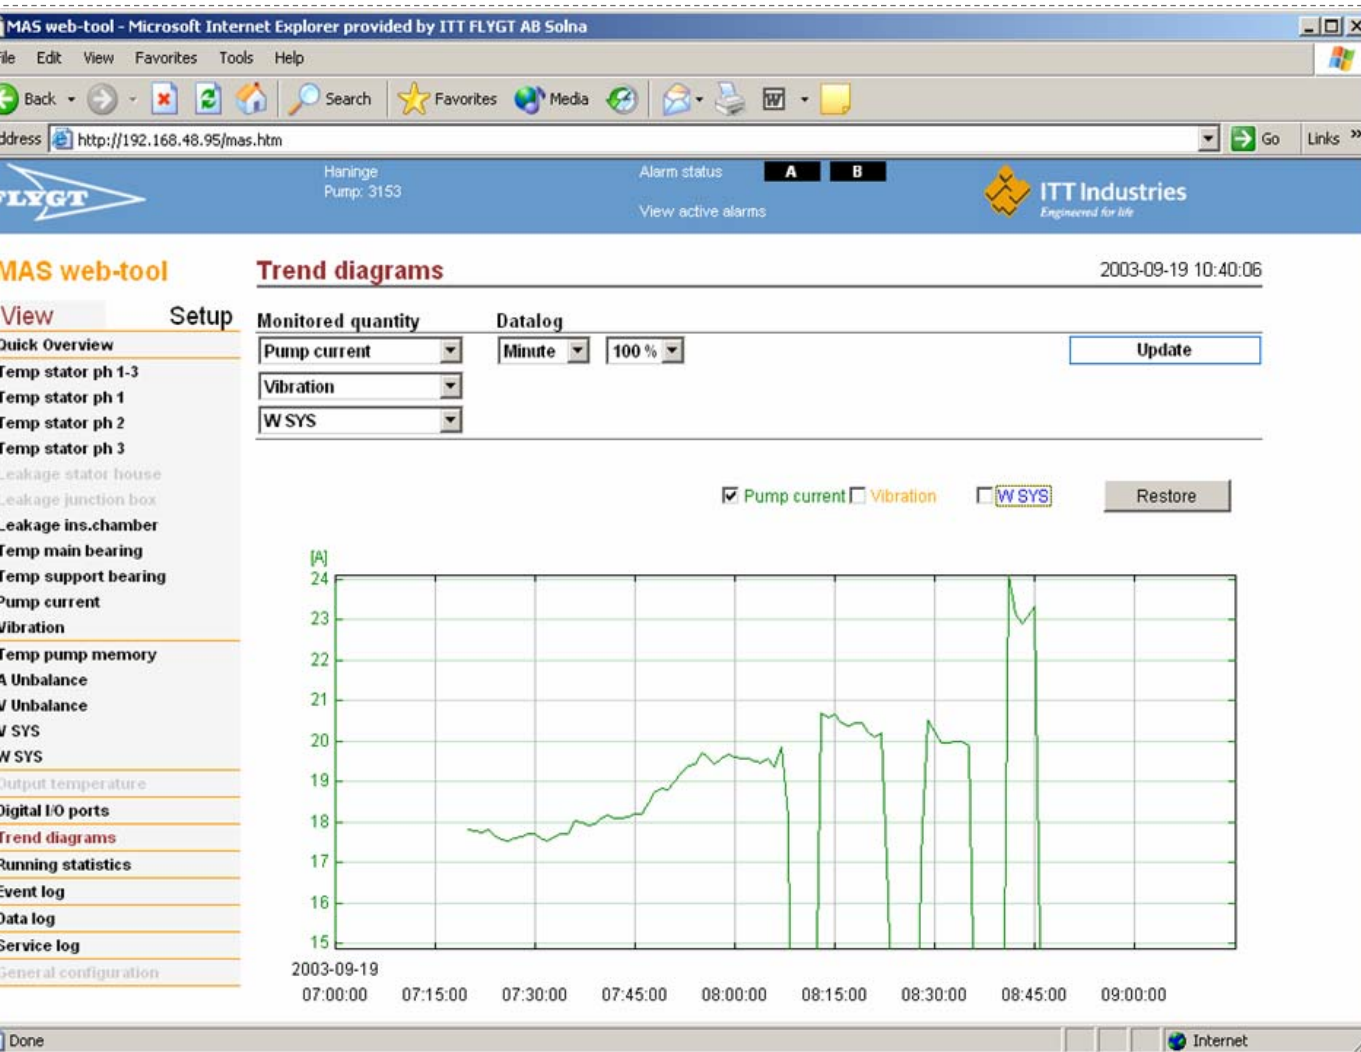 MAS web-tool - Microsoft Internet Explorer provided by ITT FLYGT AB Solna
File Edit View Favorites Tools Help
Back Search Favorites Media
Address http://192.168.48.95/mas.htm Go Links »
FLYGT
Haninge
Pump: 3153
Alarm status A B
View active alarms
ITT Industries
Engineered for life
MAS web-tool
Trend diagrams
2003-09-19 10:40:06
View Setup
Monitored quantity Datalog
Pump current Minute 100 % Update
Vibration
W SYS
Quick Overview
Temp stator ph 1-3
Temp stator ph 1
Temp stator ph 2
Temp stator ph 3
Leakage stator house
Leakage junction box
Leakage ins.chamber
Temp main bearing
Temp support bearing
Pump current
Vibration
Temp pump memory
A Unbalance
V Unbalance
V SYS
W SYS
Output temperature
Digital I/O ports
Trend diagrams
Running statistics
Event log
Data log
Service log
General configuration
Pump current Vibration W SYS Restore
[A]
24
23
22
21
20
19
18
17
16
15
2003-09-19
07:00:00 07:15:00 07:30:00 07:45:00 08:00:00 08:15:00 08:30:00 08:45:00 09:00:00
Done Internet